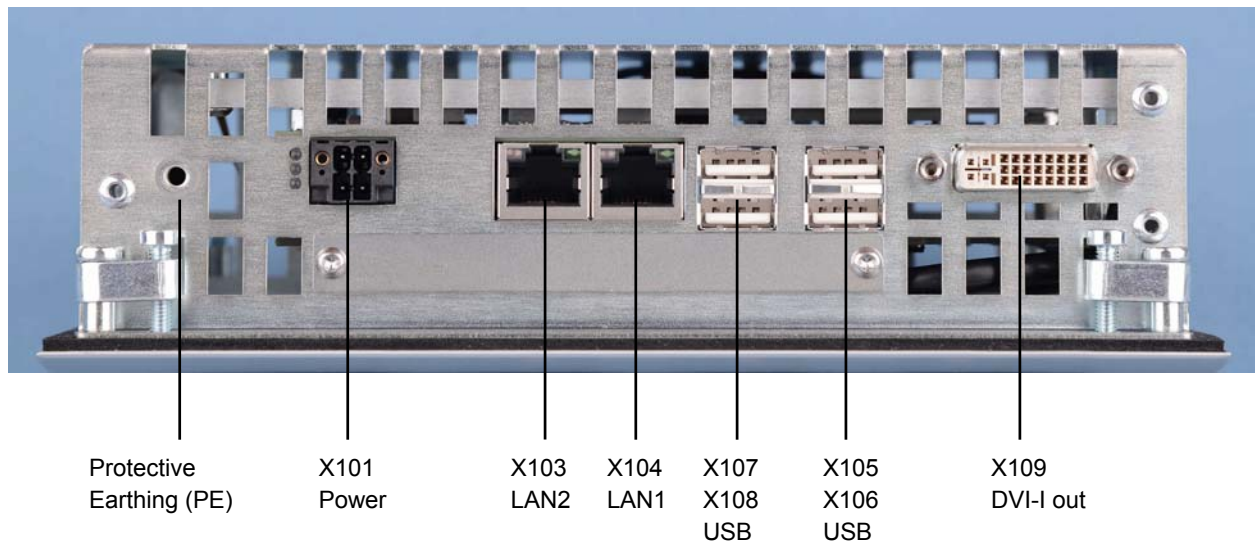 Protective
Earthing (PE)
X101
Power
X103
LAN2
X104
LAN1
X107
X108
USB
X105
X106
USB
X109
DVI-I out